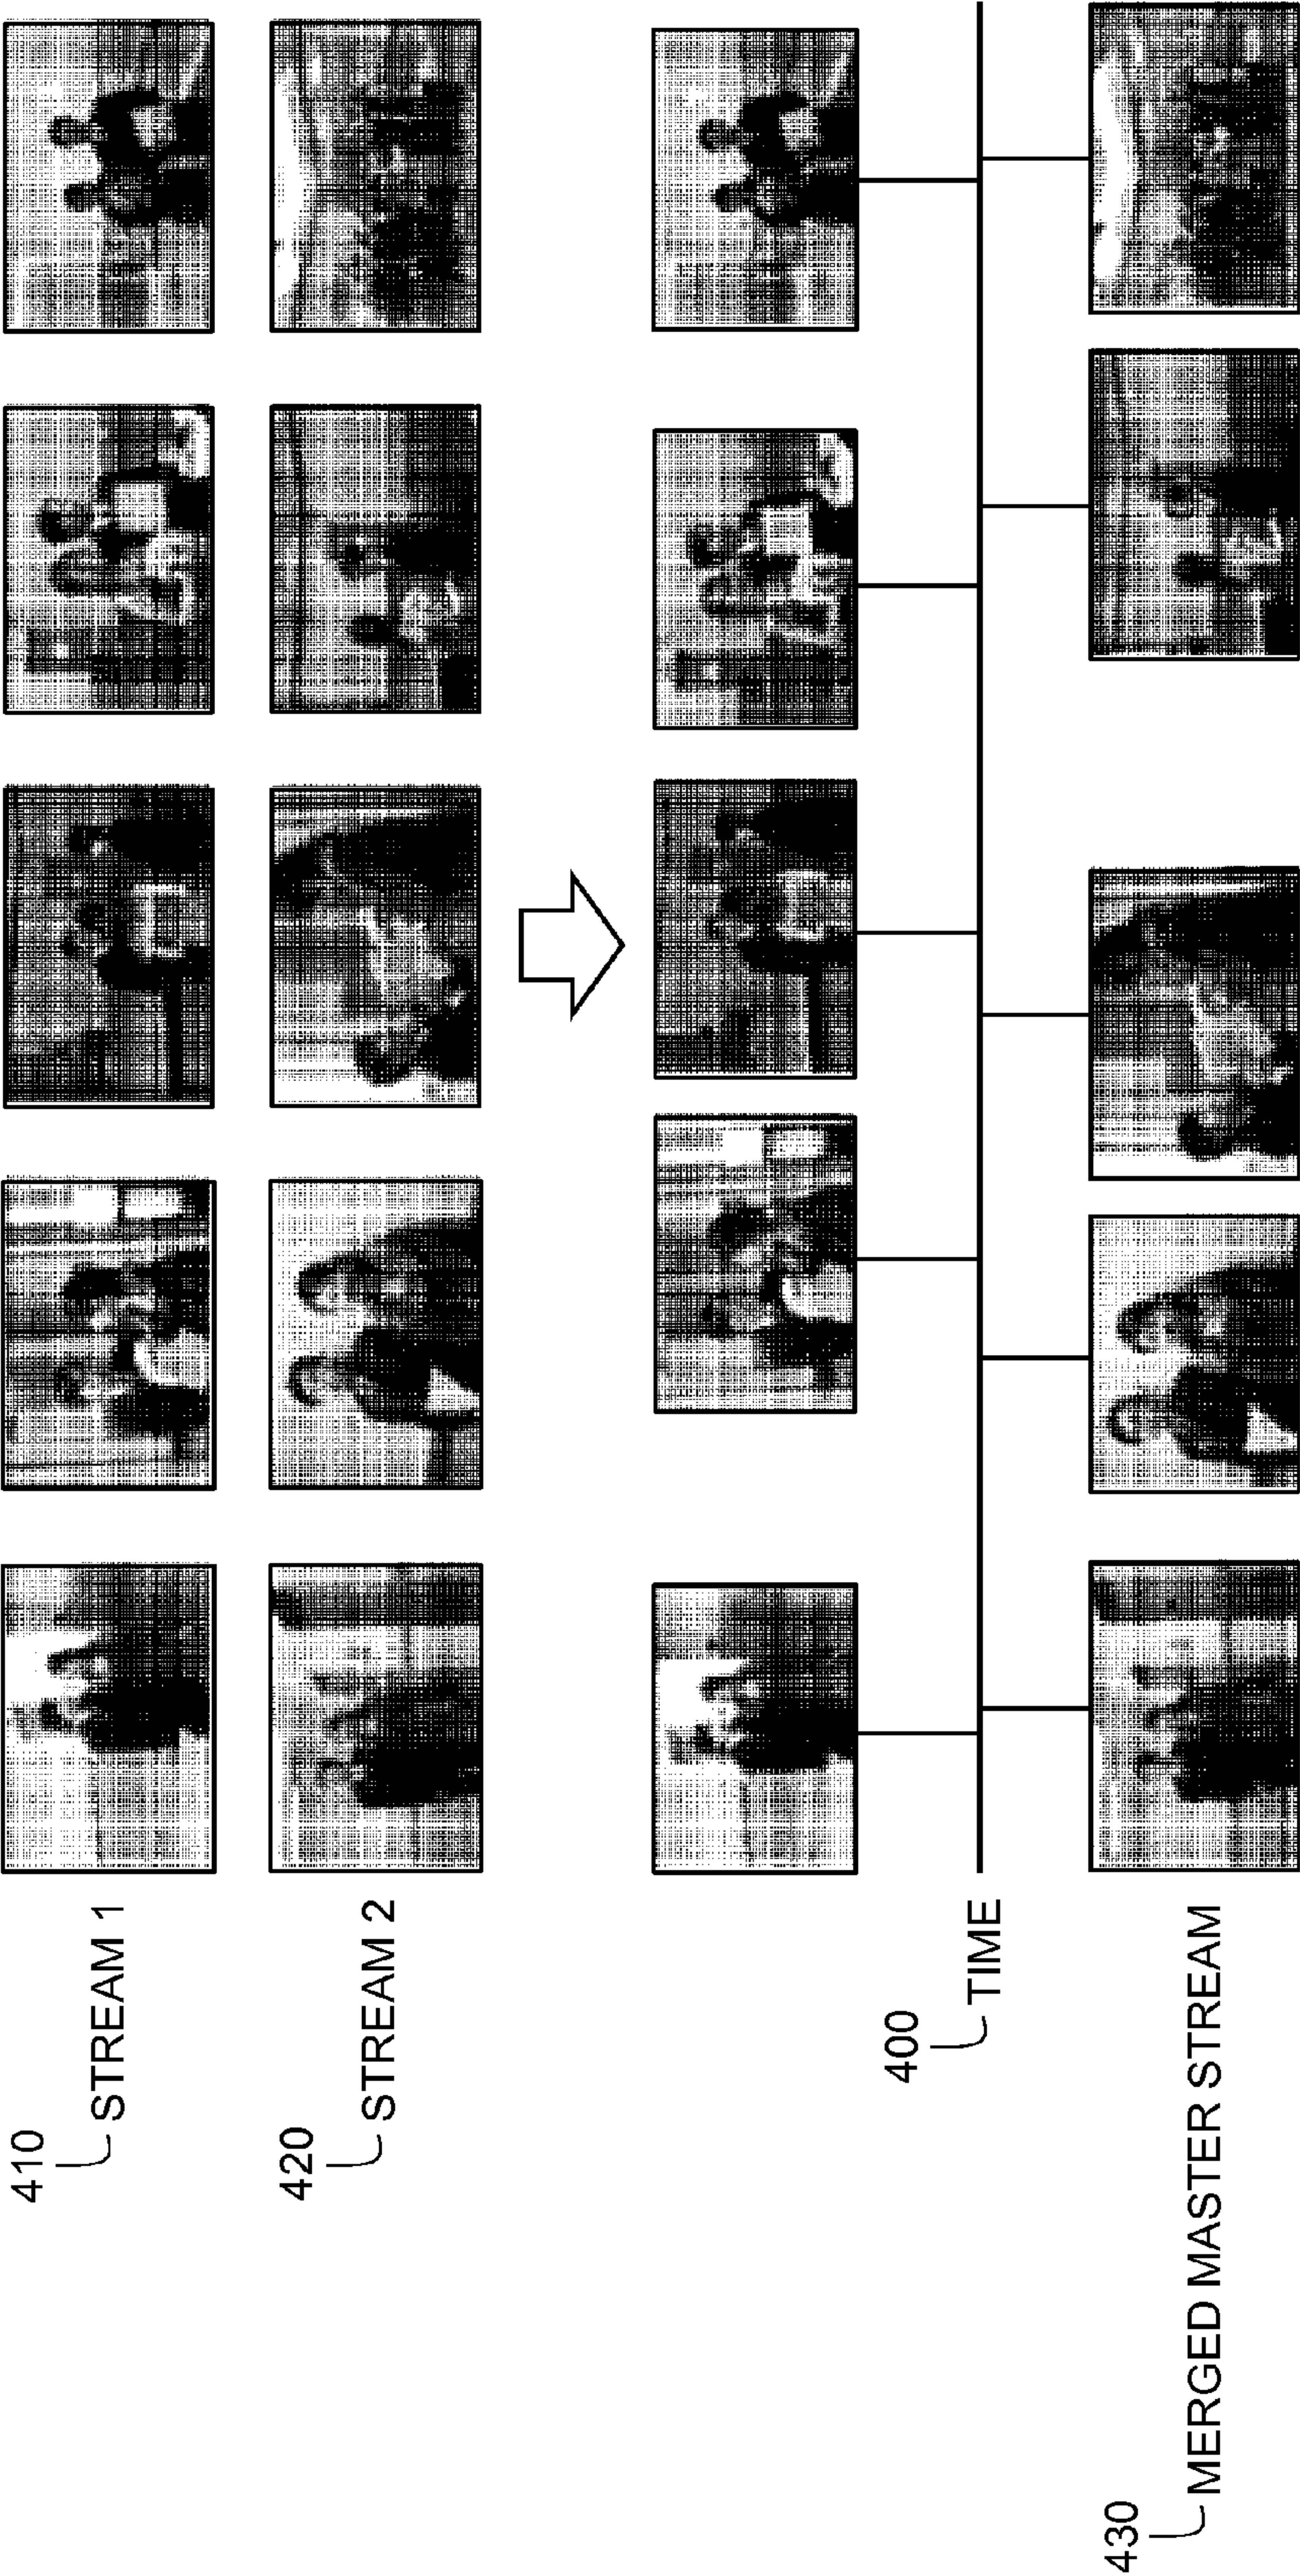 410
STREAM 1
420
STREAM 2
400
TIME
430
MERGED MASTER STREAM